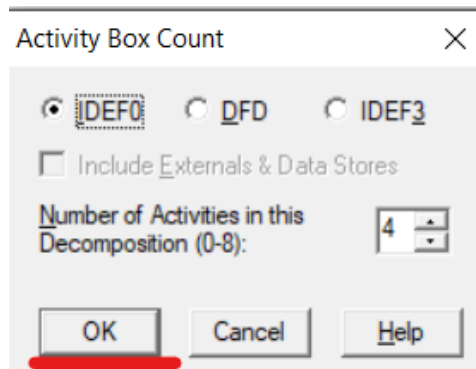 Activity Box Count
IDEF0 DFD IDEF3
Include Externals & Data Stores
Number of Activities in this
Decomposition (0-8):
4
OK Cancel Help